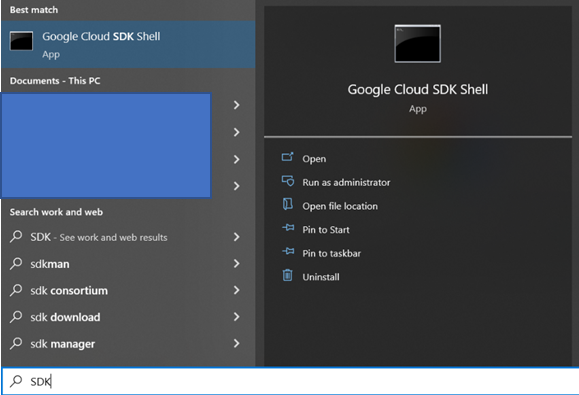 Best match
Google Cloud SDK Shell
App
Documents - This PC
Search work and web
SDK - See work and web results
sdkman
sdk consortium
sdk download
sdk manager
SDK
Google Cloud SDK Shell
App
Open
Run as administrator
Open file location
Pin to Start
Pin to taskbar
Uninstall